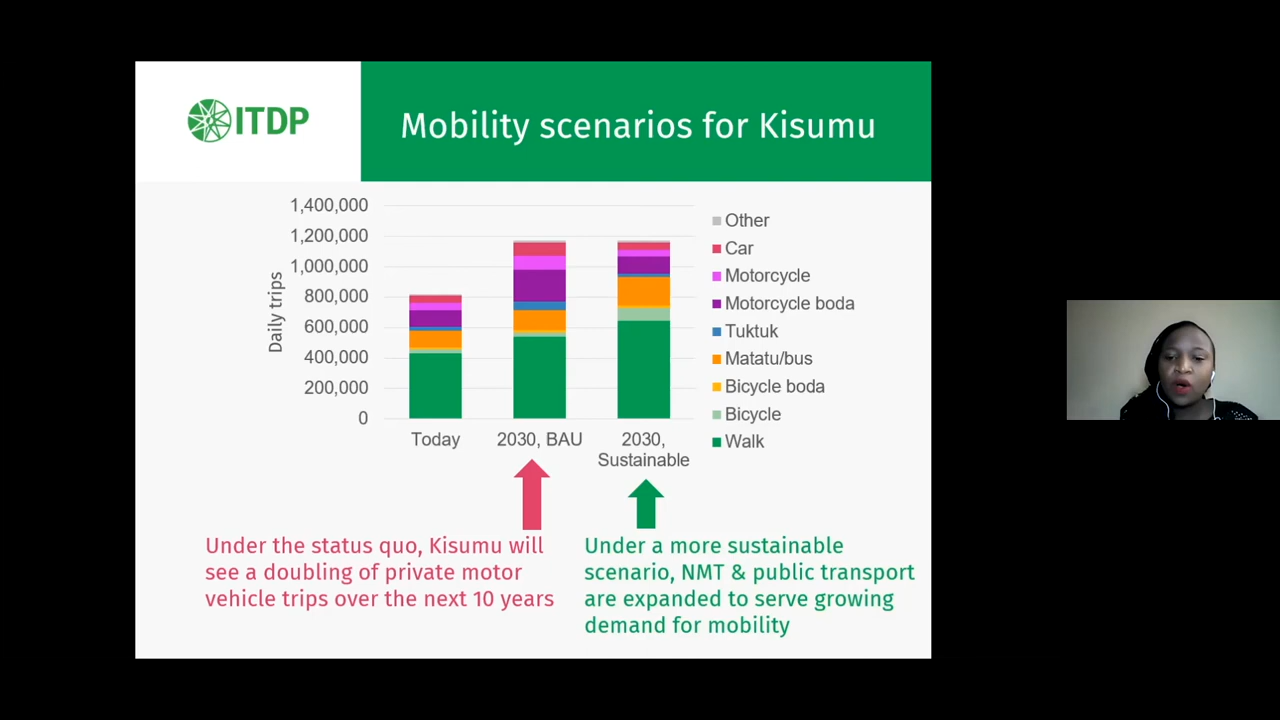 ITDP
Mobility scenarios for Kisumu
Daily trips
1,400,000
1,200,000
1,000,000
800,000
600,000
400,000
200,000
0
Today
2030, BAU
2030,
Sustainable
Other
Car
Motorcycle
Motorcycle boda
Tuktuk
Matatu/bus
Bicycle boda
Bicycle
Walk
Under the status quo, Kisumu will
see a doubling of private motor
vehicle trips over the next 10 years
Under a more sustainable
scenario, NMT & public transport
are expanded to serve growing
demand for mobility